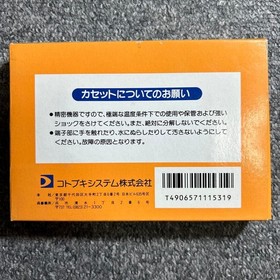 カセットについてのお願い
●精密機器ですので、極端な温度条件下での使用や保管および強い
ショックをさけてください。また、絶対に分解しないでください。
●端子部に手を触れたり、水にぬらしたりして汚さないようにして
ください。故障の原因となります。
コトブキシステム株式会社
T4906571115319